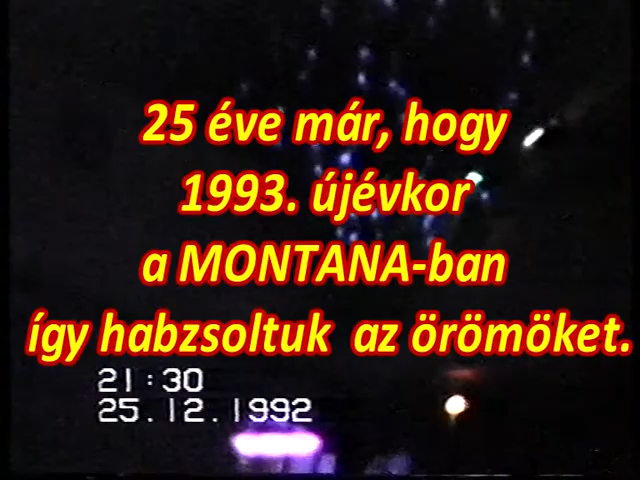 25 éve már, hogy
1993. újévkor
a MONTANA-ban
így habzsoltuk az örömöket.
21:30
25.12.1992